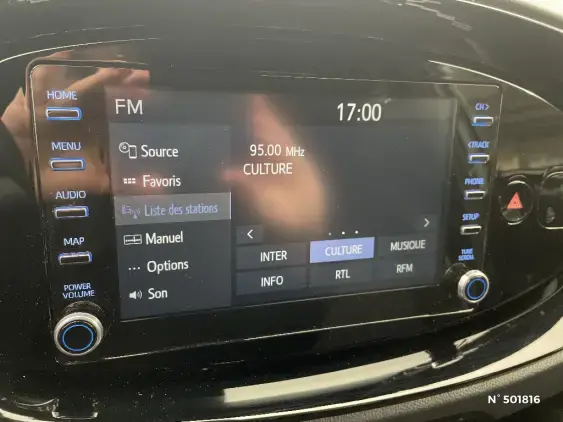 HOME
MENU
AUDIO
MAP
POWER
VOLUME
FM
17:00
Source
Favoris
Liste des stations
Manuel
Options
Son
95.00 MHz
CULTURE
< >
INTER CULTURE MUSIQUE
INFO RTL RFM
CH>
<TRACK
PHONE
SETUP
TUNE
SCROLL
N° 501816